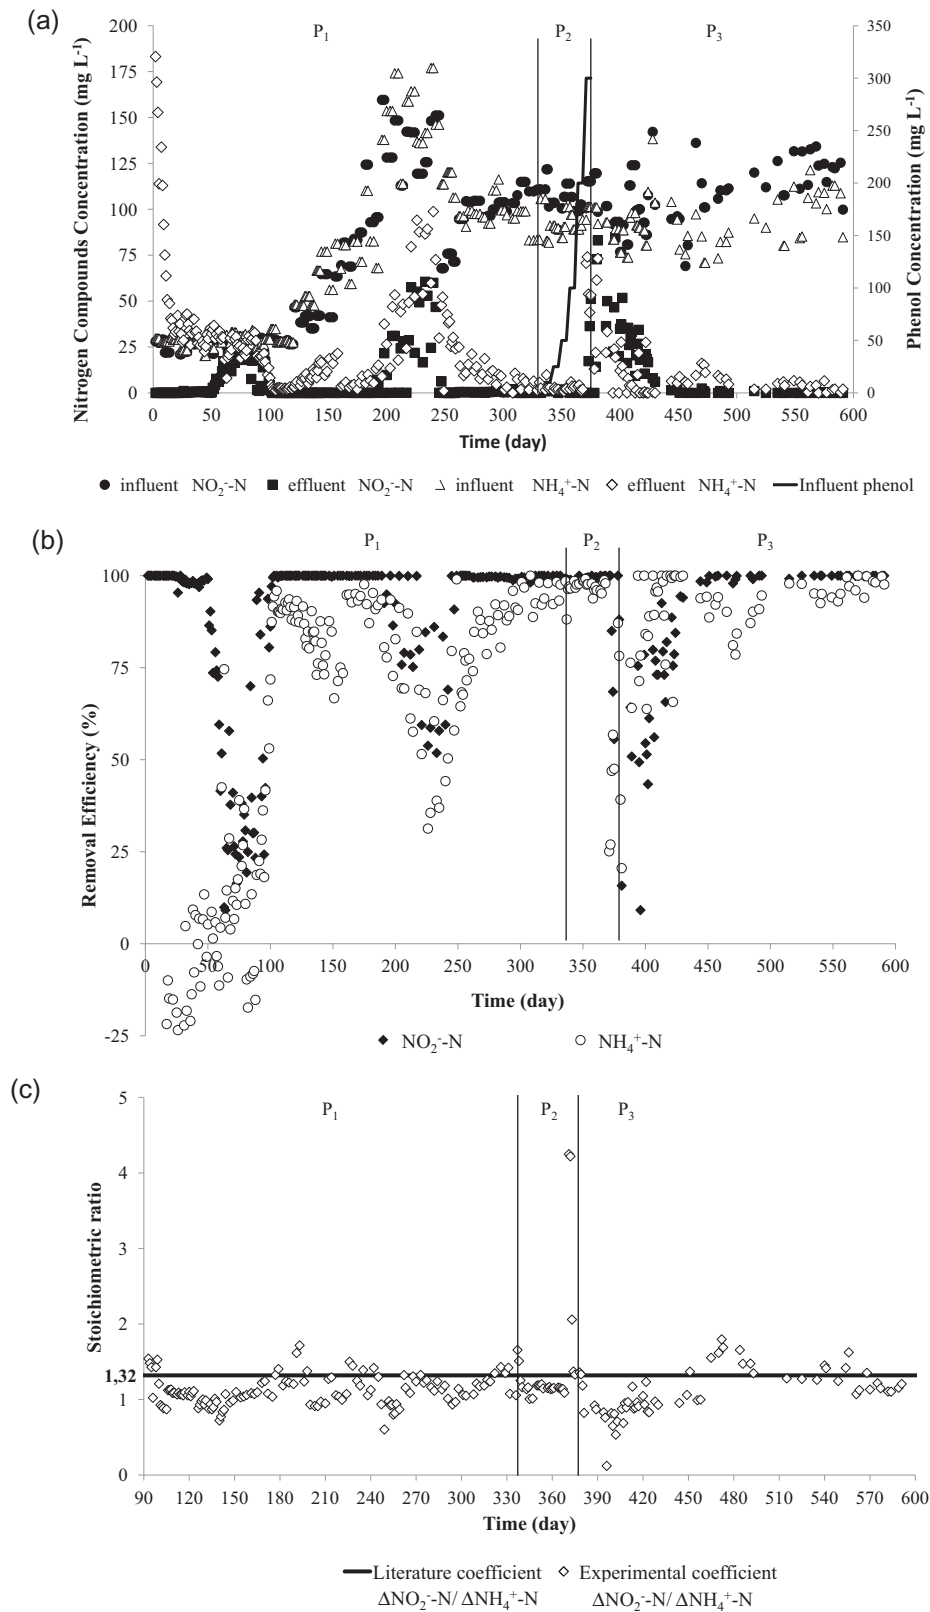 (a)
P1 P2 P3
Nitrogen Compounds Concentration (mg L-1)
200
175
150
125
100
75
50
25
0
350
300
250
200
150
100
50
0
Phenol Concentration (mg L-1)
0 50 100 150 200 250 300 350 400 450 500 550 600
Time (day)
influent NO2--N effluent NO2--N influent NH4+-N effluent NH4+-N Influent phenol
(b)
P1 P2 P3
Removal Efficiency (%)
100
75
50
25
0
-25
0 50 100 150 200 250 300 350 400 450 500 550 600
Time (day)
NO2--N NH4+-N
(c)
P1 P2 P3
Stoichiometric ratio
5
4
3
2
1,32
1
0
90 120 150 180 210 240 270 300 330 360 390 420 450 480 510 540 570 600
Time (day)
Literature coefficient Experimental coefficient
ΔNO2--N/ ΔNH4+-N ΔNO2--N/ ΔNH4+-N